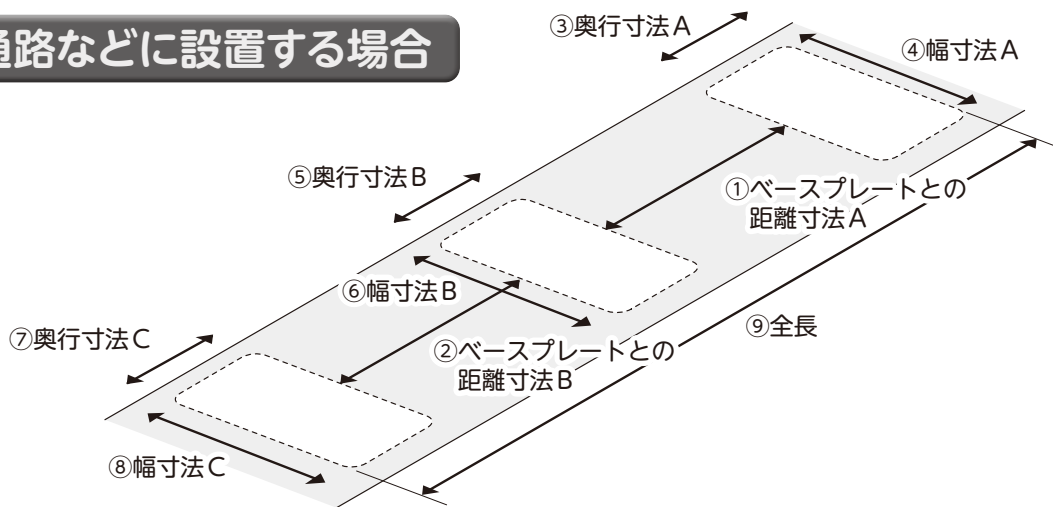 通路などに設置する場合
③奥行寸法A
④幅寸法A
⑤奥行寸法B
①ベースプレートとの
距離寸法A
⑥幅寸法B
⑨全長
⑦奥行寸法C
②ベースプレートとの
距離寸法B
⑧幅寸法C